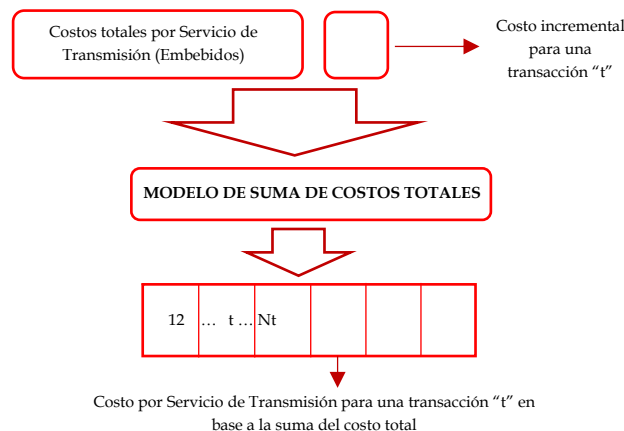 Costos totales por Servicio de
Transmisión (Embebidos)
Costo incremental
para una
transacción “t”
MODELO DE SUMA DE COSTOS TOTALES
12 … t … Nt
Costo por Servicio de Transmisión para una transacción “t” en
base a la suma del costo total